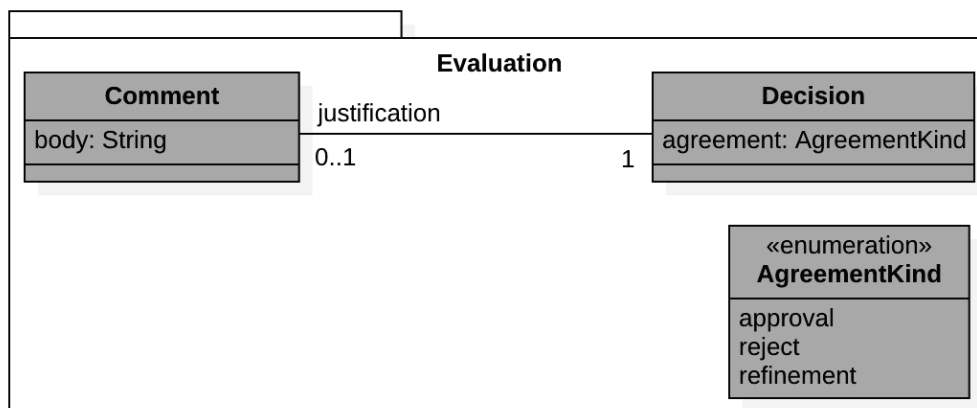 Evaluation
Comment
body: String
justification
0..1
1
Decision
agreement: AgreementKind
«enumeration»
AgreementKind
approval
reject
refinement